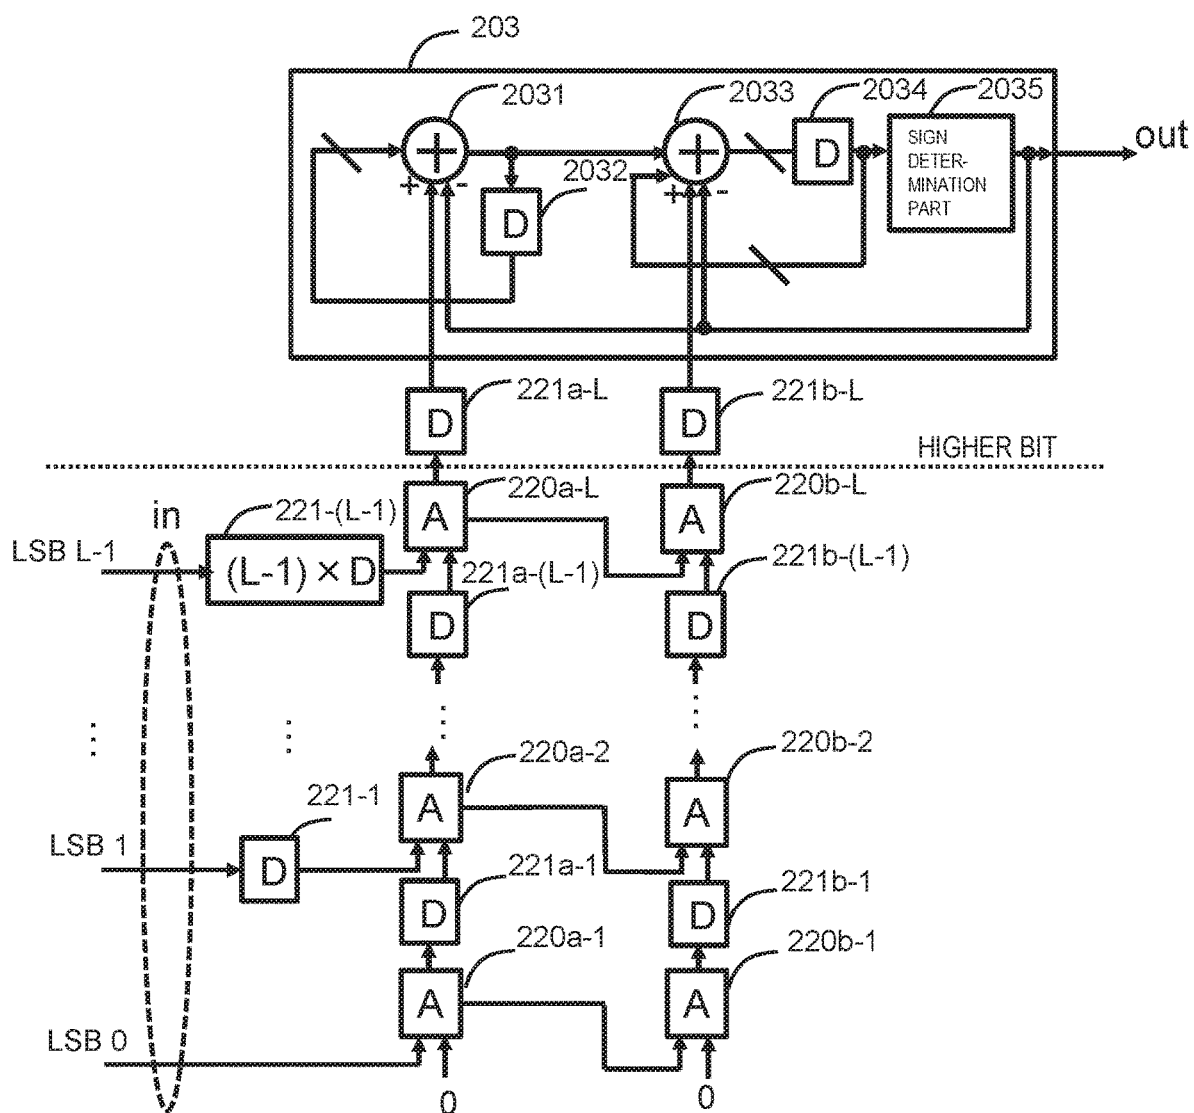 203
2031
2033
2034
2035
+
+
D
SIGN
DETER-
MINATION
PART
out
+
-
2032
+
-
D
221a-L
221b-L
D
D
HIGHER BIT
220a-L
220b-L
in
221-(L-1)
A
A
LSB L-1
(L-1) × D
221a-(L-1)
221b-(L-1)
D
D
220a-2
220b-2
221-1
A
A
LSB 1
D
221a-1
221b-1
D
D
220a-1
220b-1
A
A
LSB 0
0
0